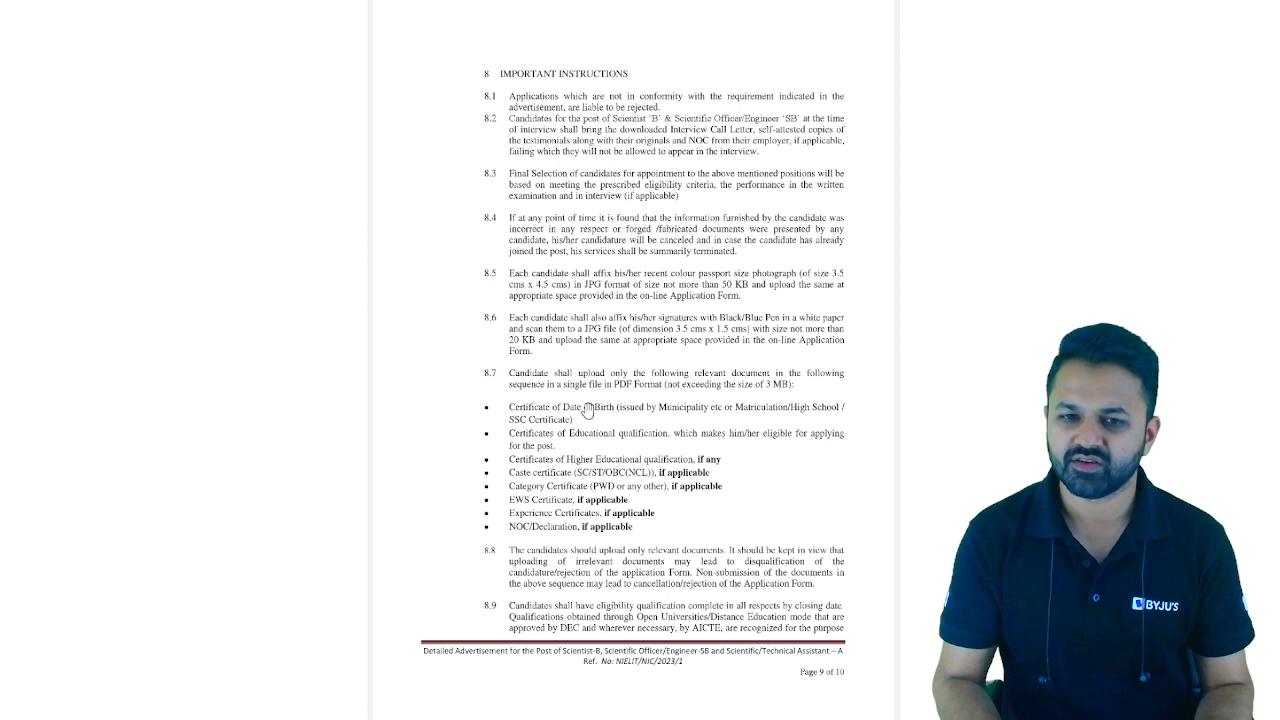 8 IMPORTANT INSTRUCTIONS
8.1 Applications which are not in conformity with the requirement indicated in the
advertisement, are liable to be rejected.
8.2 Candidates for the post of Scientist 'B' & Scientific Officer/Engineer 'SB' at the time
of interview shall bring the downloaded Interview Call Letter, self-attested copies of
the testimonials along with their originals and NOC from their employer, if applicable,
failing which they will not be allowed to appear in the interview.
8.3 Final Selection of candidates for appointment to the above mentioned positions will be
based on meeting the prescribed eligibility criteria, the performance in the written
examination and in interview (if applicable)
8.4 If at any point of time it is found that the information furnished by the candidate was
incorrect in any respect or forged /fabricated documents were presented by any
candidate, his/her candidature will be canceled and in case the candidate has already
joined the post, his services shall be summarily terminated.
8.5 Each candidate shall affix his/her recent colour passport size photograph (of size 3.5
cms x 4.5 cms) in JPG format of size not more than 50 KB and upload the same at
appropriate space provided in the on-line Application Form.
8.6 Each candidate shall also affix his/her signatures with Black/Blue Pen in a white paper
and scan them to a JPG file (of dimension 3.5 cms x 1.5 cms) with size not more than
20 KB and upload the same at appropriate space provided in the on-line Application
Form.
8.7 Candidate shall upload only the following relevant document in the following
sequence in a single file in PDF Format (not exceeding the size of 3 MB):
• Certificate of Date Birth (issued by Municipality etc or Matriculation/High School /
SSC Certificate)
• Certificates of Educational qualification, which makes him/her eligible for applying
for the post.
• Certificates of Higher Educational qualification, if any
• Caste certificate (SC/ST/OBC(NCL)), if applicable
• Category Certificate (PWD or any other), if applicable
• EWS Certificate, if applicable
• Experience Certificates, if applicable
• NOC/Declaration, if applicable
8.8 The candidates should upload only relevant documents. It should be kept in view that
uploading of irrelevant documents may lead to disqualification of the
candidature/rejection of the application Form. Non-submission of the documents in
the above sequence may lead to cancellation/rejection of the Application Form.
8.9 Candidates shall have eligibility qualification complete in all respects by closing date.
Qualifications obtained through Open Universities/Distance Education mode that are
approved by DEC and wherever necessary, by AICTE, are recognized for the purpose
Detailed Advertisement for the Post of Scientist-B, Scientific Officer/Engineer-SB and Scientific/Technical Assistant – A
Ref. No: NIELIT/NIC/2023/1
Page 9 of 10
BYJU'S